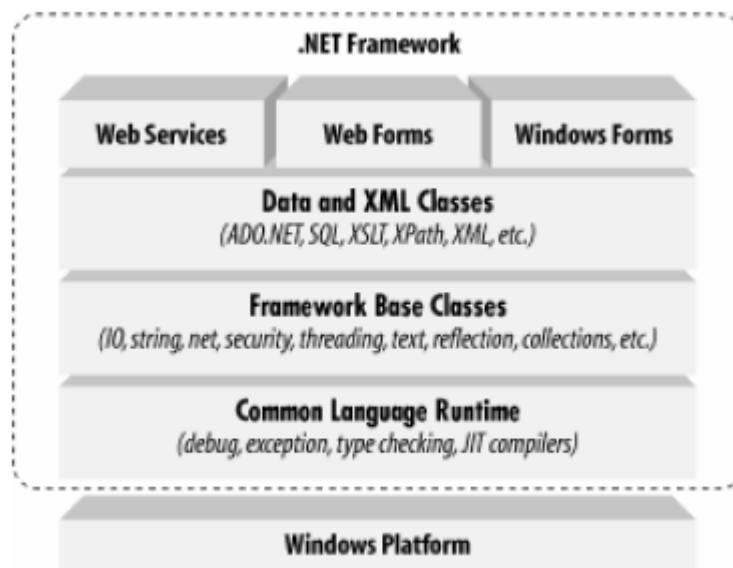 .NET Framework
Web Services Web Forms Windows Forms
Data and XML Classes
(ADO.NET, SQL, XSLT, XPath, XML, etc.)
Framework Base Classes
(IO, string, net, security, threading, text, reflection, collections, etc.)
Common Language Runtime
(debug, exception, type checking, JIT compilers)
Windows Platform